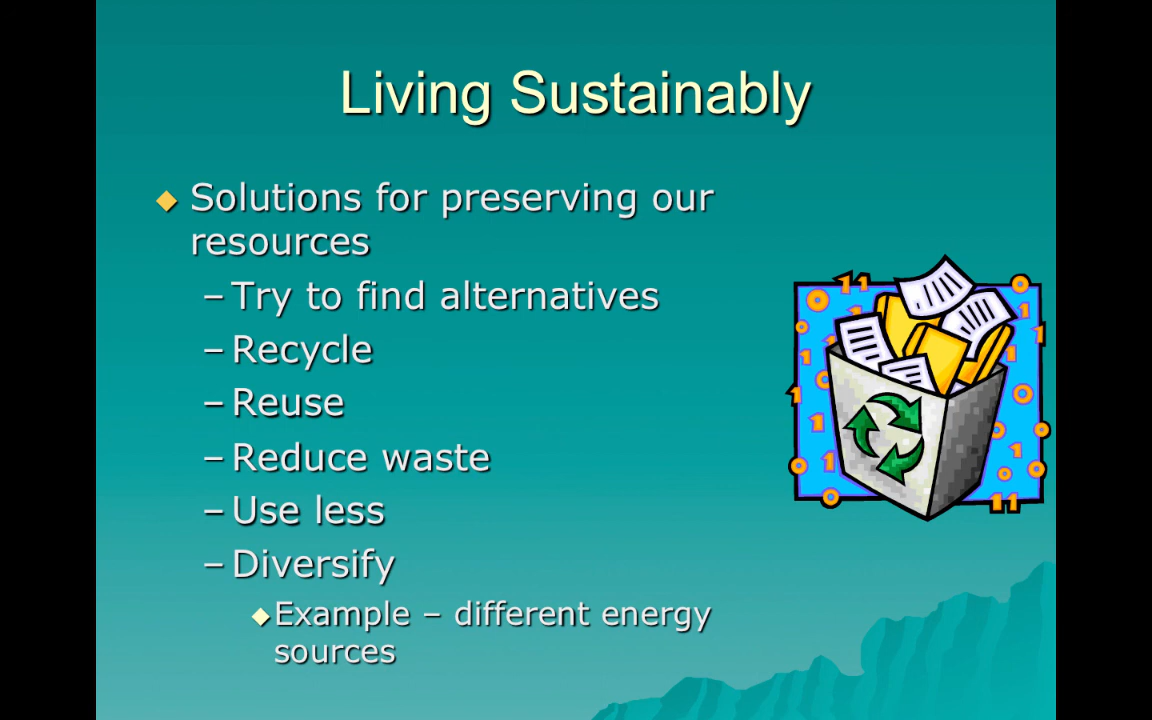 Living Sustainably
◆ Solutions for preserving our
resources
– Try to find alternatives
– Recycle
– Reuse
– Reduce waste
– Use less
– Diversify
◆ Example – different energy
sources